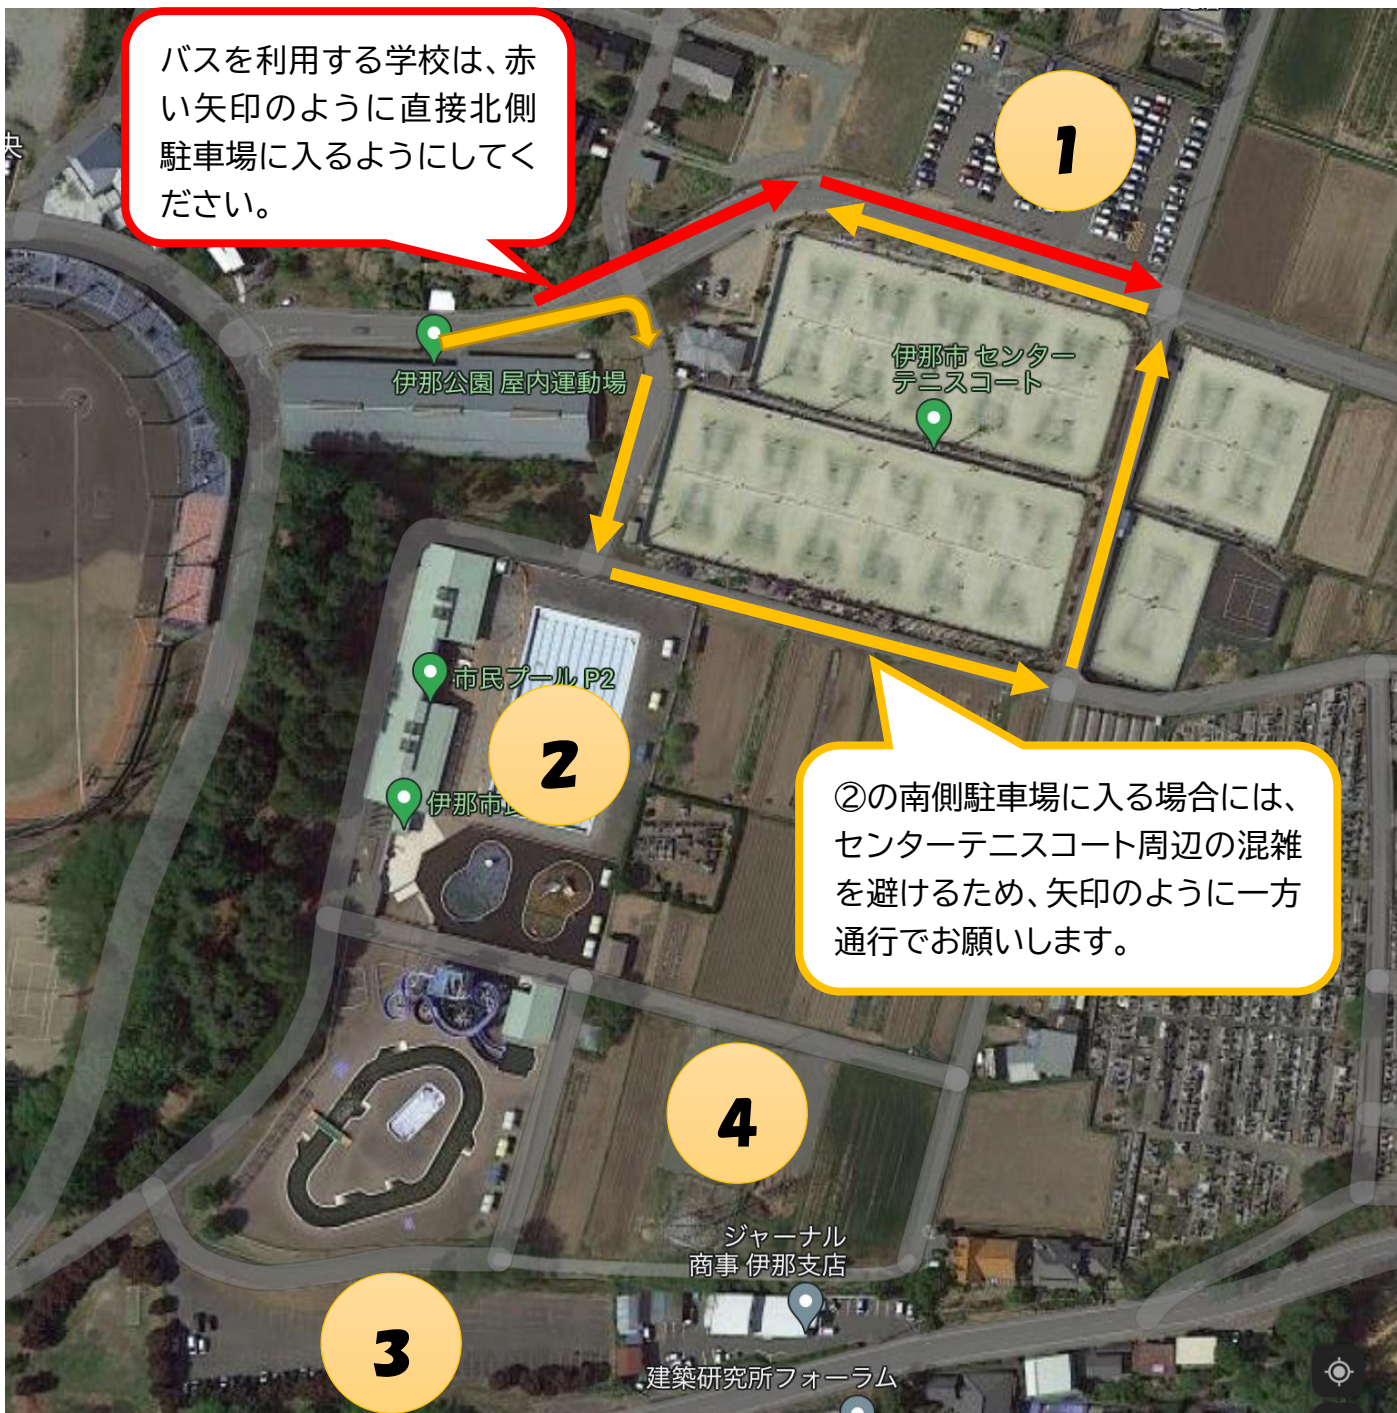 バスを利用する学校は、赤
い矢印のように直接北側
駐車場に入るようにしてく
ださい。
央
1
伊那公園 屋内運動場
伊那市 センター
テニスコート
市民プール P2
2
伊那市
②の南側駐車場に入る場合には、
センターテニスコート周辺の混雑
を避けるため、矢印のように一方
通行でお願いします。
4
ジャーナル
商事 伊那支店
3
建築研究所フォーラム